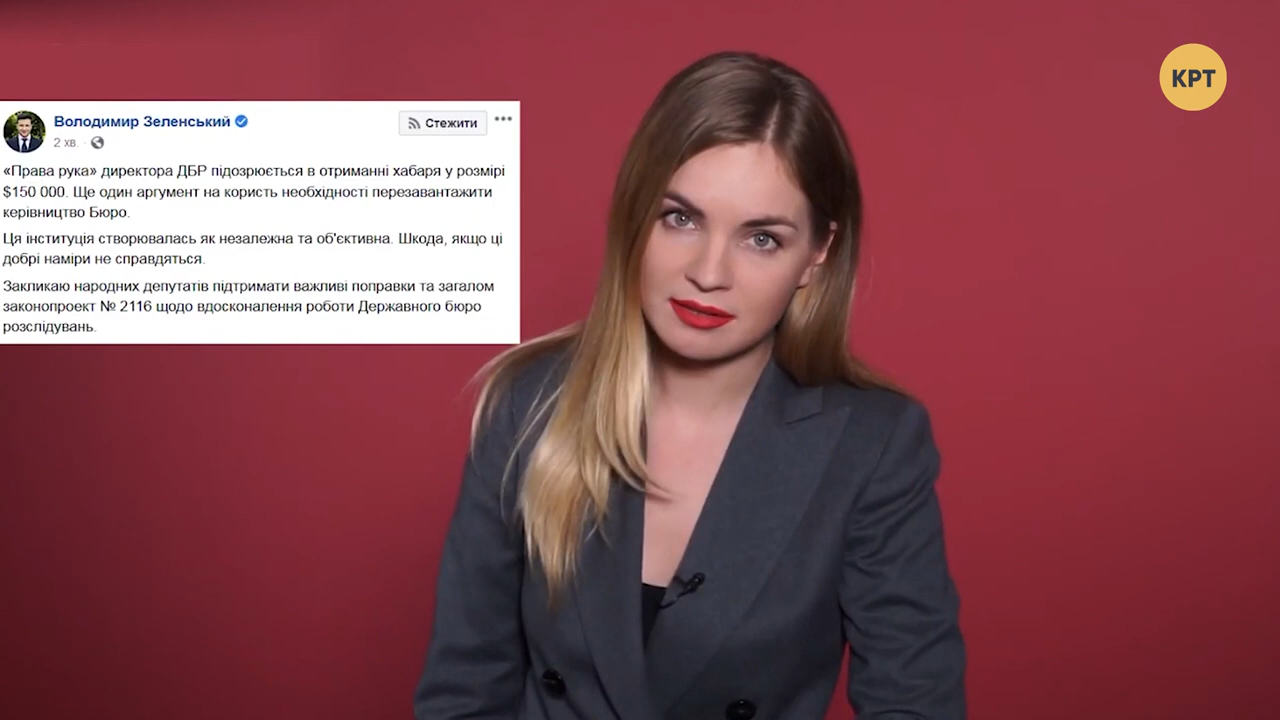 КРТ
Володимир Зеленський
Стежити
2 хв.
«Права рука» директора ДБР підозрюється в отриманні хабаря у розмірі
$150 000. Ще один аргумент на користь необхідності перезавантажити
керівництво Бюро.
Ця інституція створювалась як незалежна та об'єктивна. Шкода, якщо ці
добрі наміри не справдяться.
Закликаю народних депутатів підтримати важливі поправки та загалом
законопроект № 2116 щодо вдосконалення роботи Державного бюро
розслідувань.